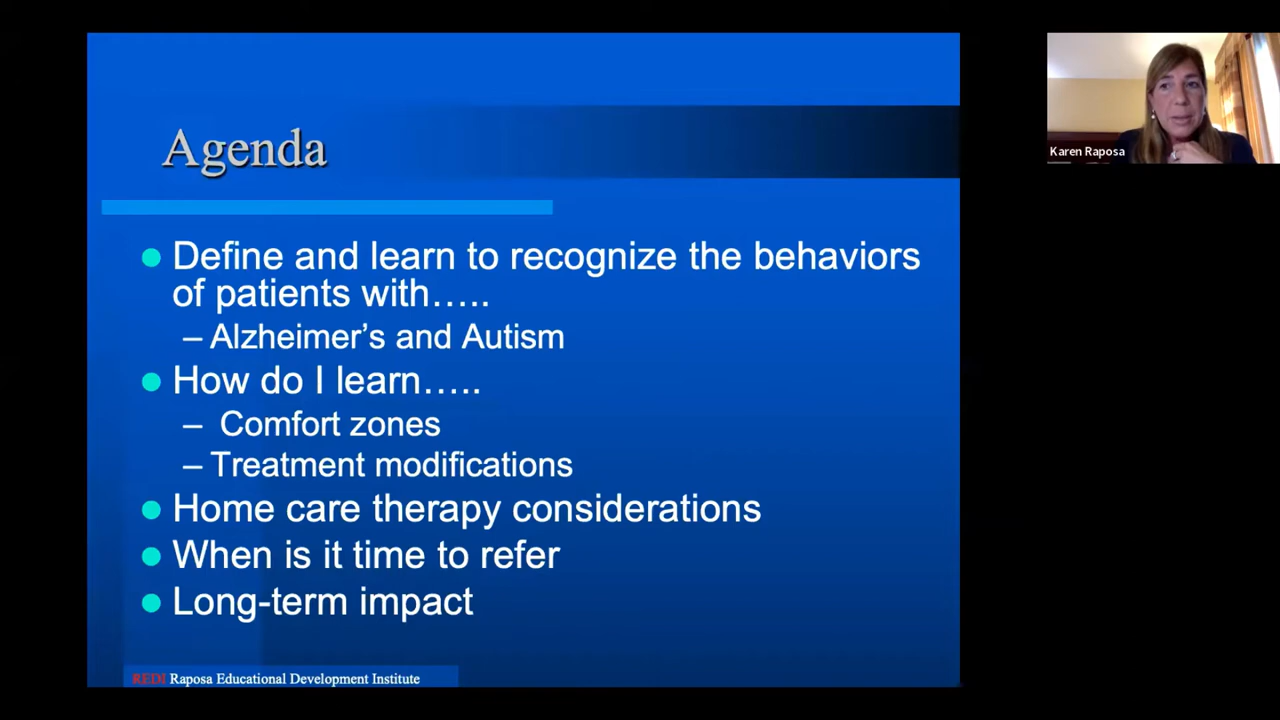 Agenda
Define and learn to recognize the behaviors
of patients with…..
– Alzheimer’s and Autism
How do I learn…..
– Comfort zones
– Treatment modifications
Home care therapy considerations
When is it time to refer
Long-term impact
REDI Raposa Educational Development Institute
Karen Raposa